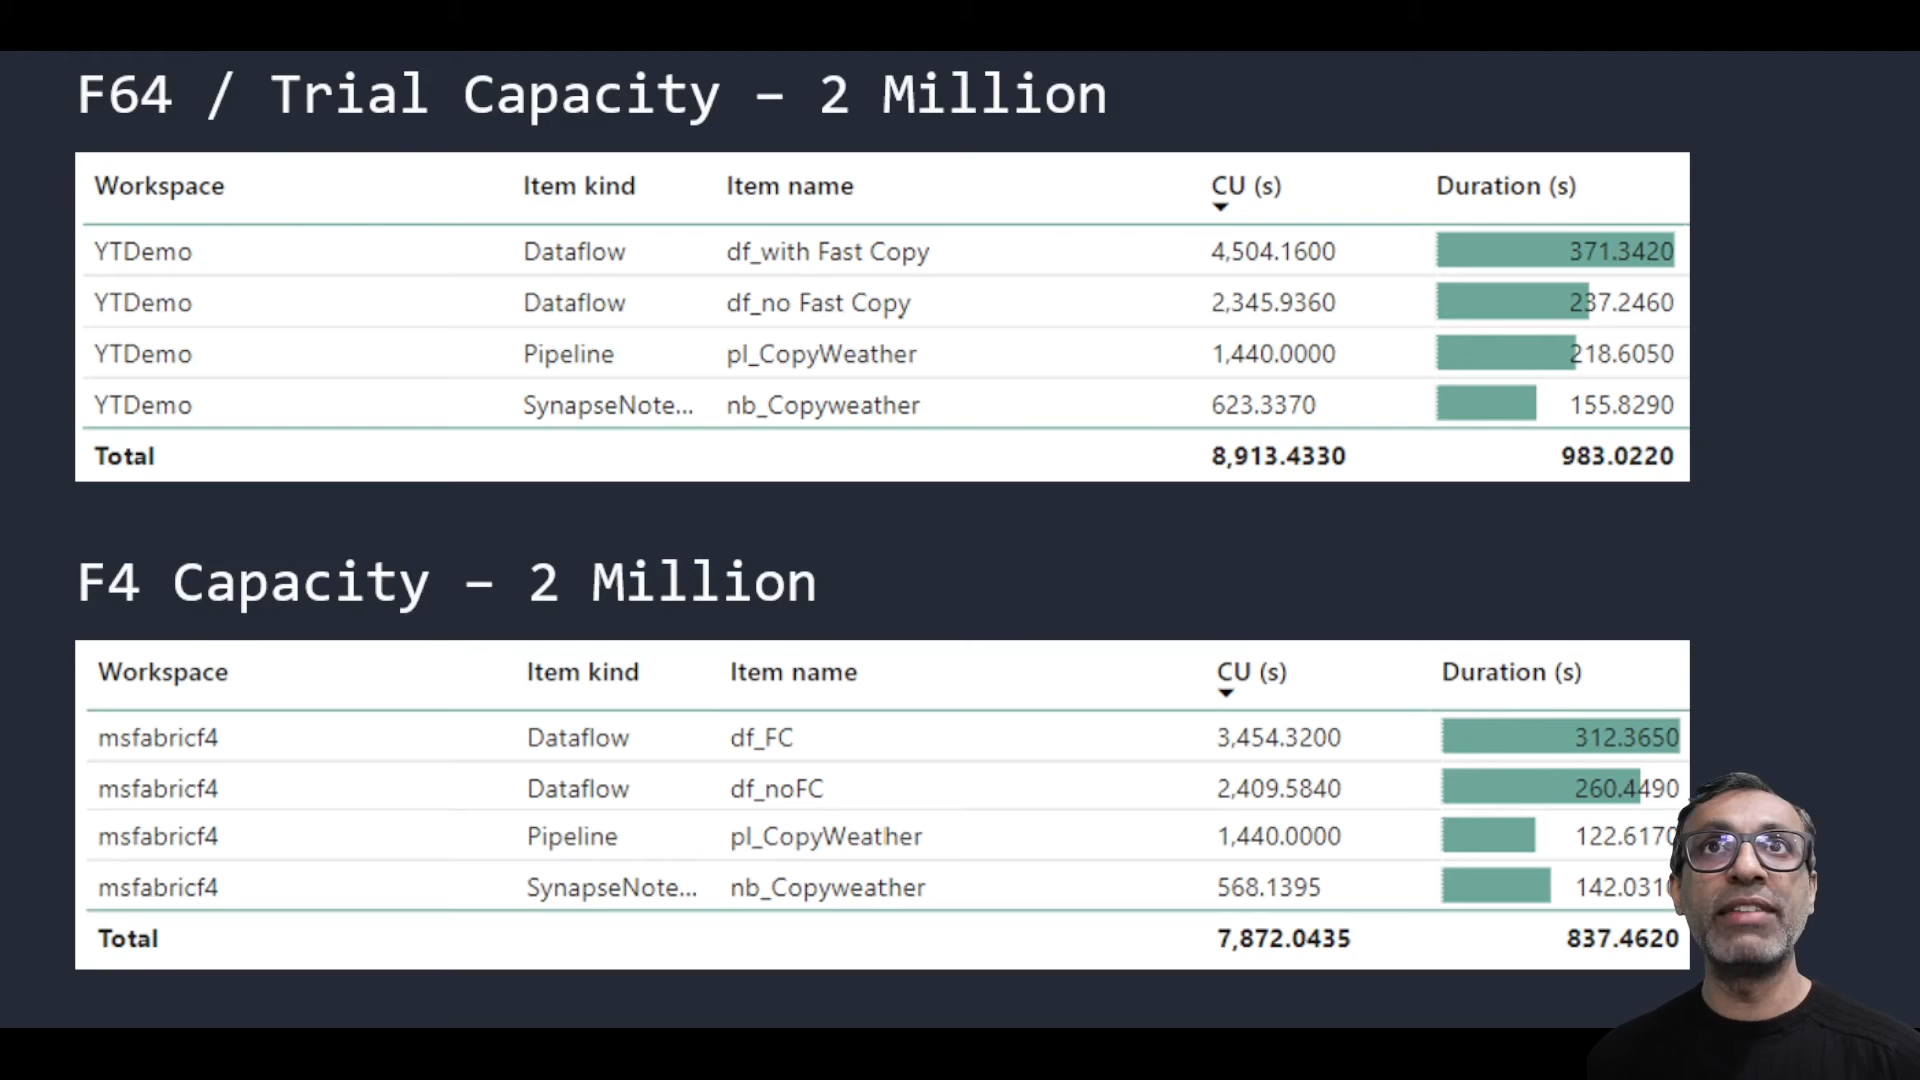 F64 / Trial Capacity – 2 Million
Workspace Item kind Item name CU (s) Duration (s)
YTDemo Dataflow df_with Fast Copy 4,504.1600 371.3420
YTDemo Dataflow df_no Fast Copy 2,345.9360 237.2460
YTDemo Pipeline pl_CopyWeather 1,440.0000 218.6050
YTDemo SynapseNote... nb_Copyweather 623.3370 155.8290
Total 8,913.4330 983.0220
F4 Capacity – 2 Million
Workspace Item kind Item name CU (s) Duration (s)
msfabricf4 Dataflow df_FC 3,454.3200 312.3650
msfabricf4 Dataflow df_noFC 2,409.5840 260.4490
msfabricf4 Pipeline pl_CopyWeather 1,440.0000 122.6170
msfabricf4 SynapseNote... nb_Copyweather 568.1395 142.0310
Total 7,872.0435 837.4620